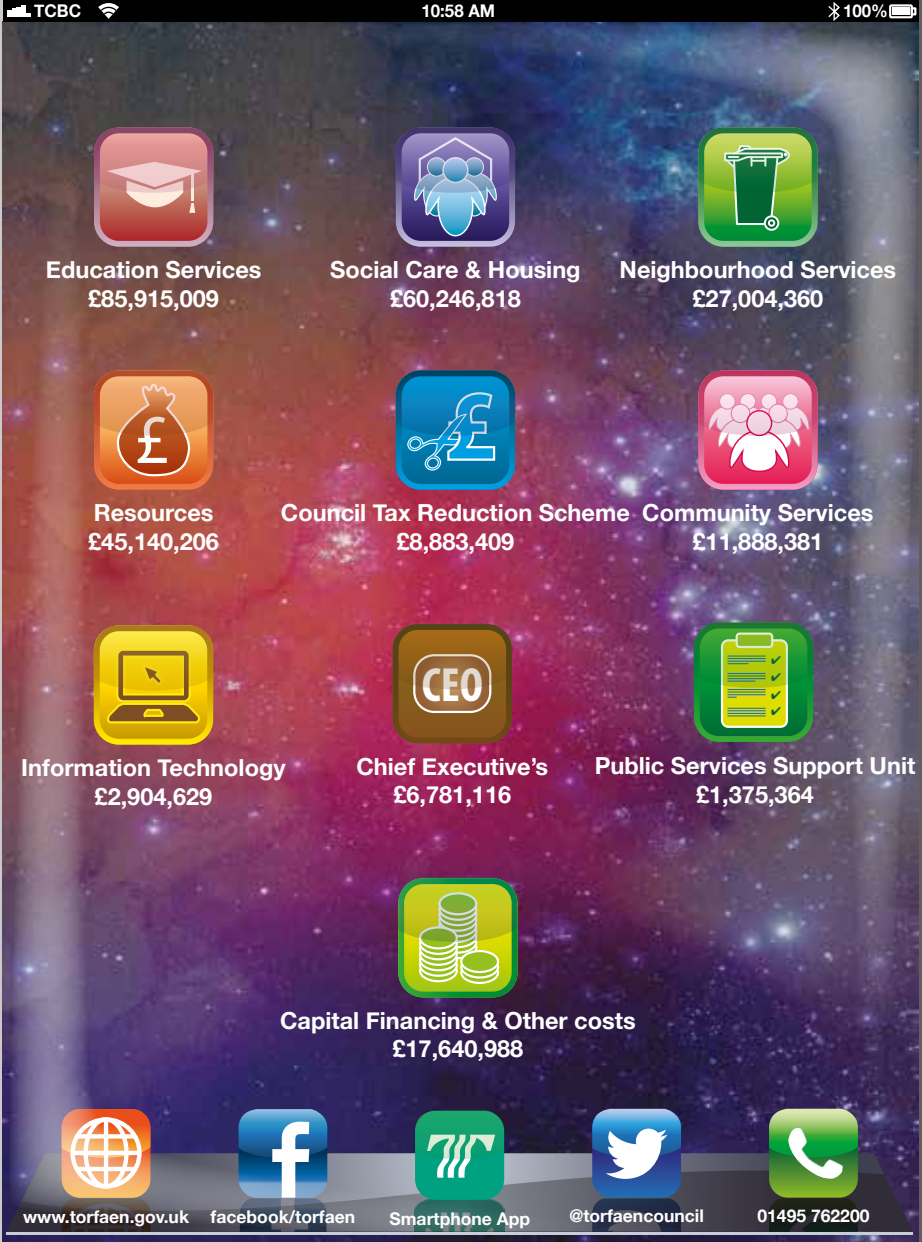 TCBC 10:58 AM 100%
Education Services
£85,915,009
Social Care & Housing
£60,246,818
Neighbourhood Services
£27,004,360
£
Resources
£45,140,206
£
Council Tax Reduction Scheme
£8,883,409
Community Services
£11,888,381
Information Technology
£2,904,629
CEO
Chief Executive’s
£6,781,116
Public Services Support Unit
£1,375,364
Capital Financing & Other costs
£17,640,988
www.torfaen.gov.uk
f
facebook/torfaen
Smartphone App
@torfaencouncil
01495 762200